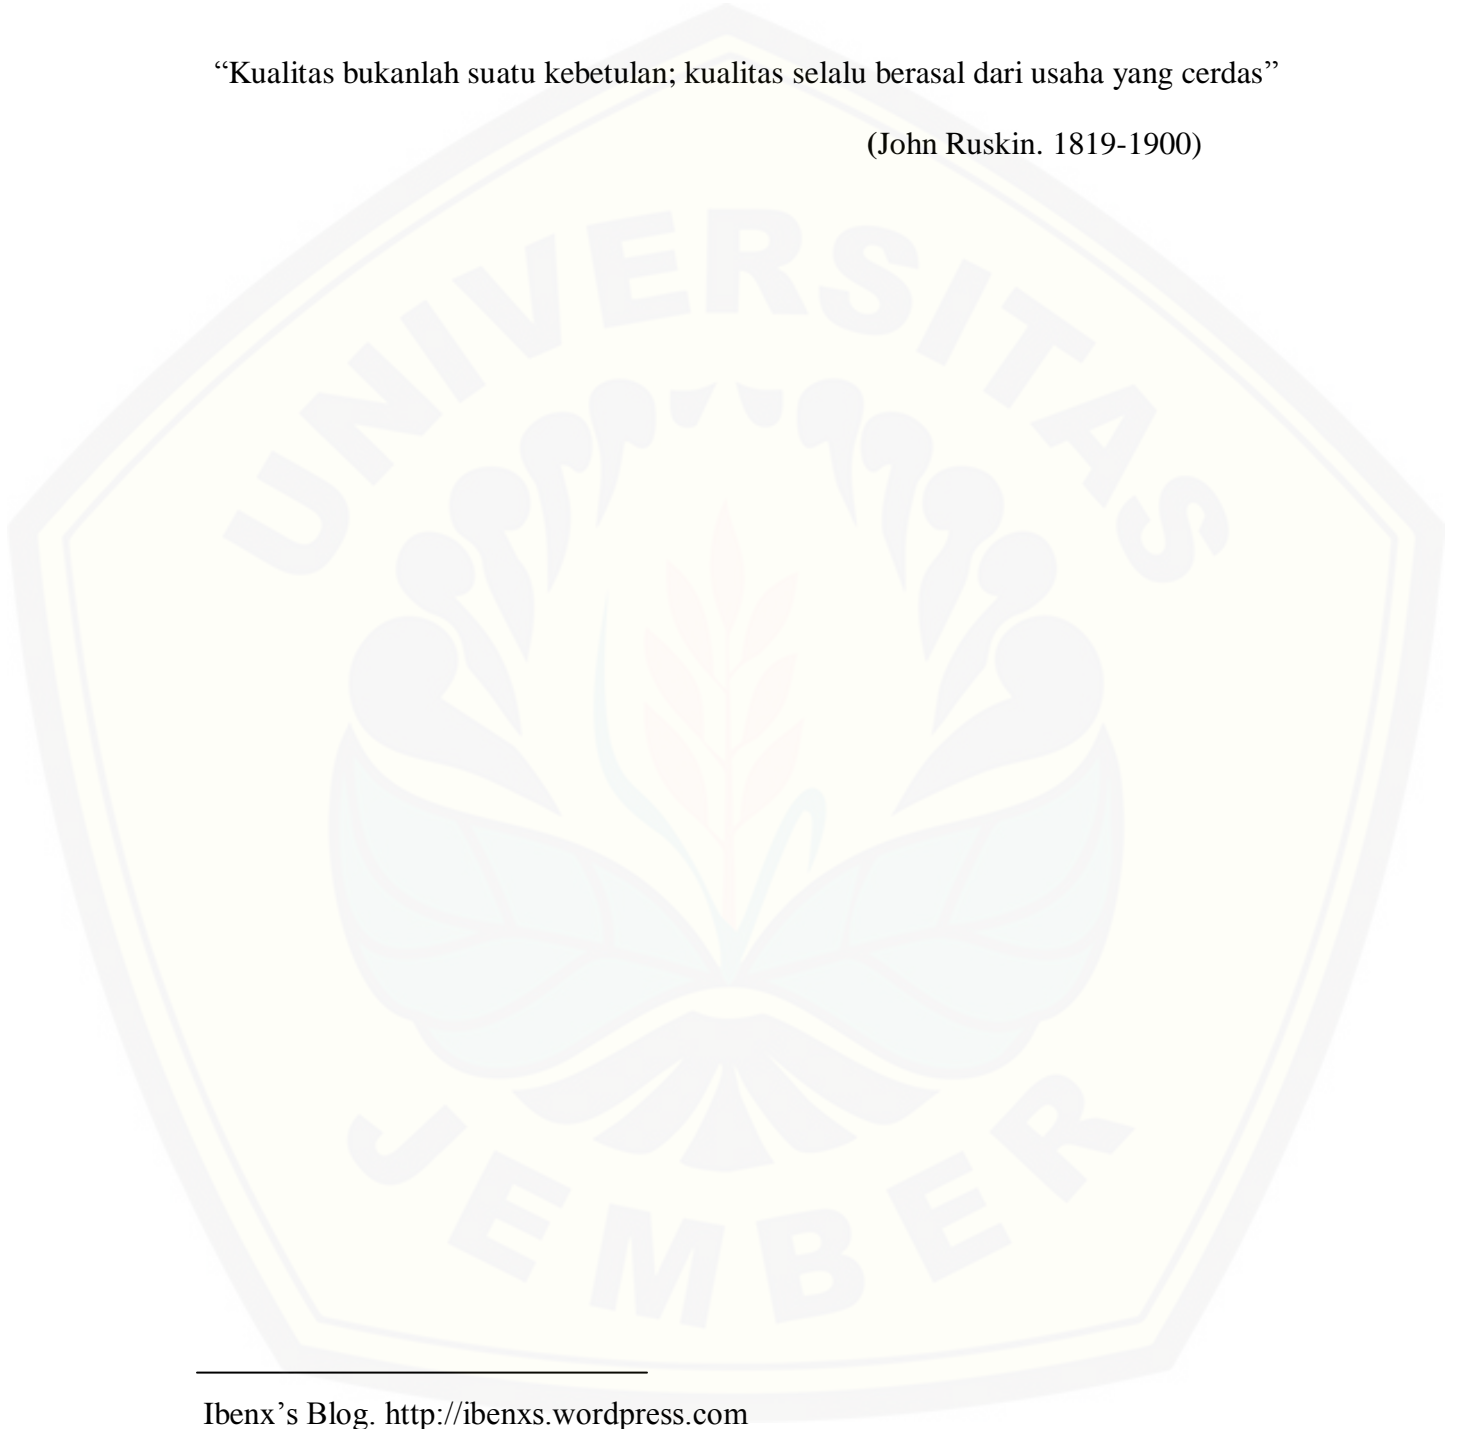 “Kualitas bukanlah suatu kebetulan; kualitas selalu berasal dari usaha yang cerdas”
(John Ruskin. 1819-1900)
UNIVERSITAS
JEMBER
Ibenx’s Blog. http://ibenxs.wordpress.com